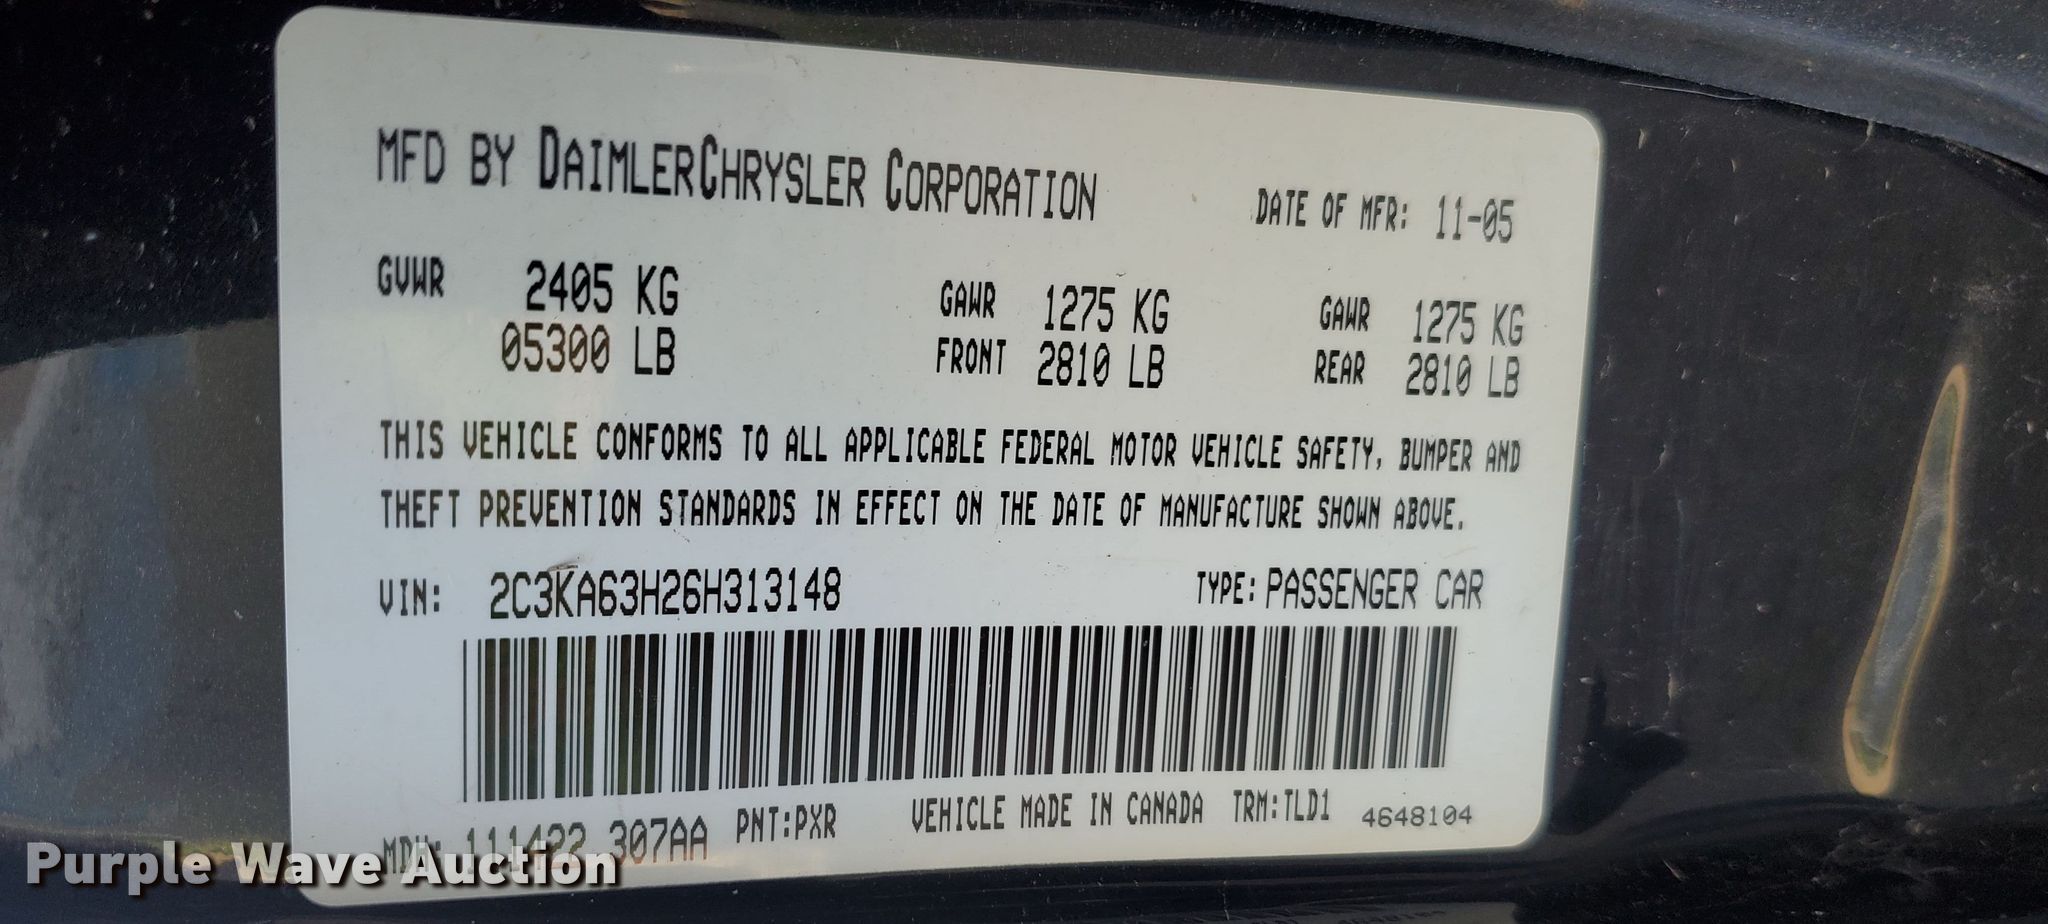 MFD BY DAIMLERCHRYSLER CORPORATION DATE OF MFR: 11-05
GVWR 2405 KG GAWR 1275 KG GAWR 1275 KG
05300 LB FRONT 2810 LB REAR 2810 LB
THIS VEHICLE CONFORMS TO ALL APPLICABLE FEDERAL MOTOR VEHICLE SAFETY, BUMPER AND
THEFT PREVENTION STANDARDS IN EFFECT ON THE DATE OF MANUFACTURE SHOWN ABOVE.
VIN: 2C3KA63H26H313148 TYPE: PASSENGER CAR
MDH: 111422 307AA PNT:PXR VEHICLE MADE IN CANADA TRM:TLD1 4648104
Purple Wave Auction